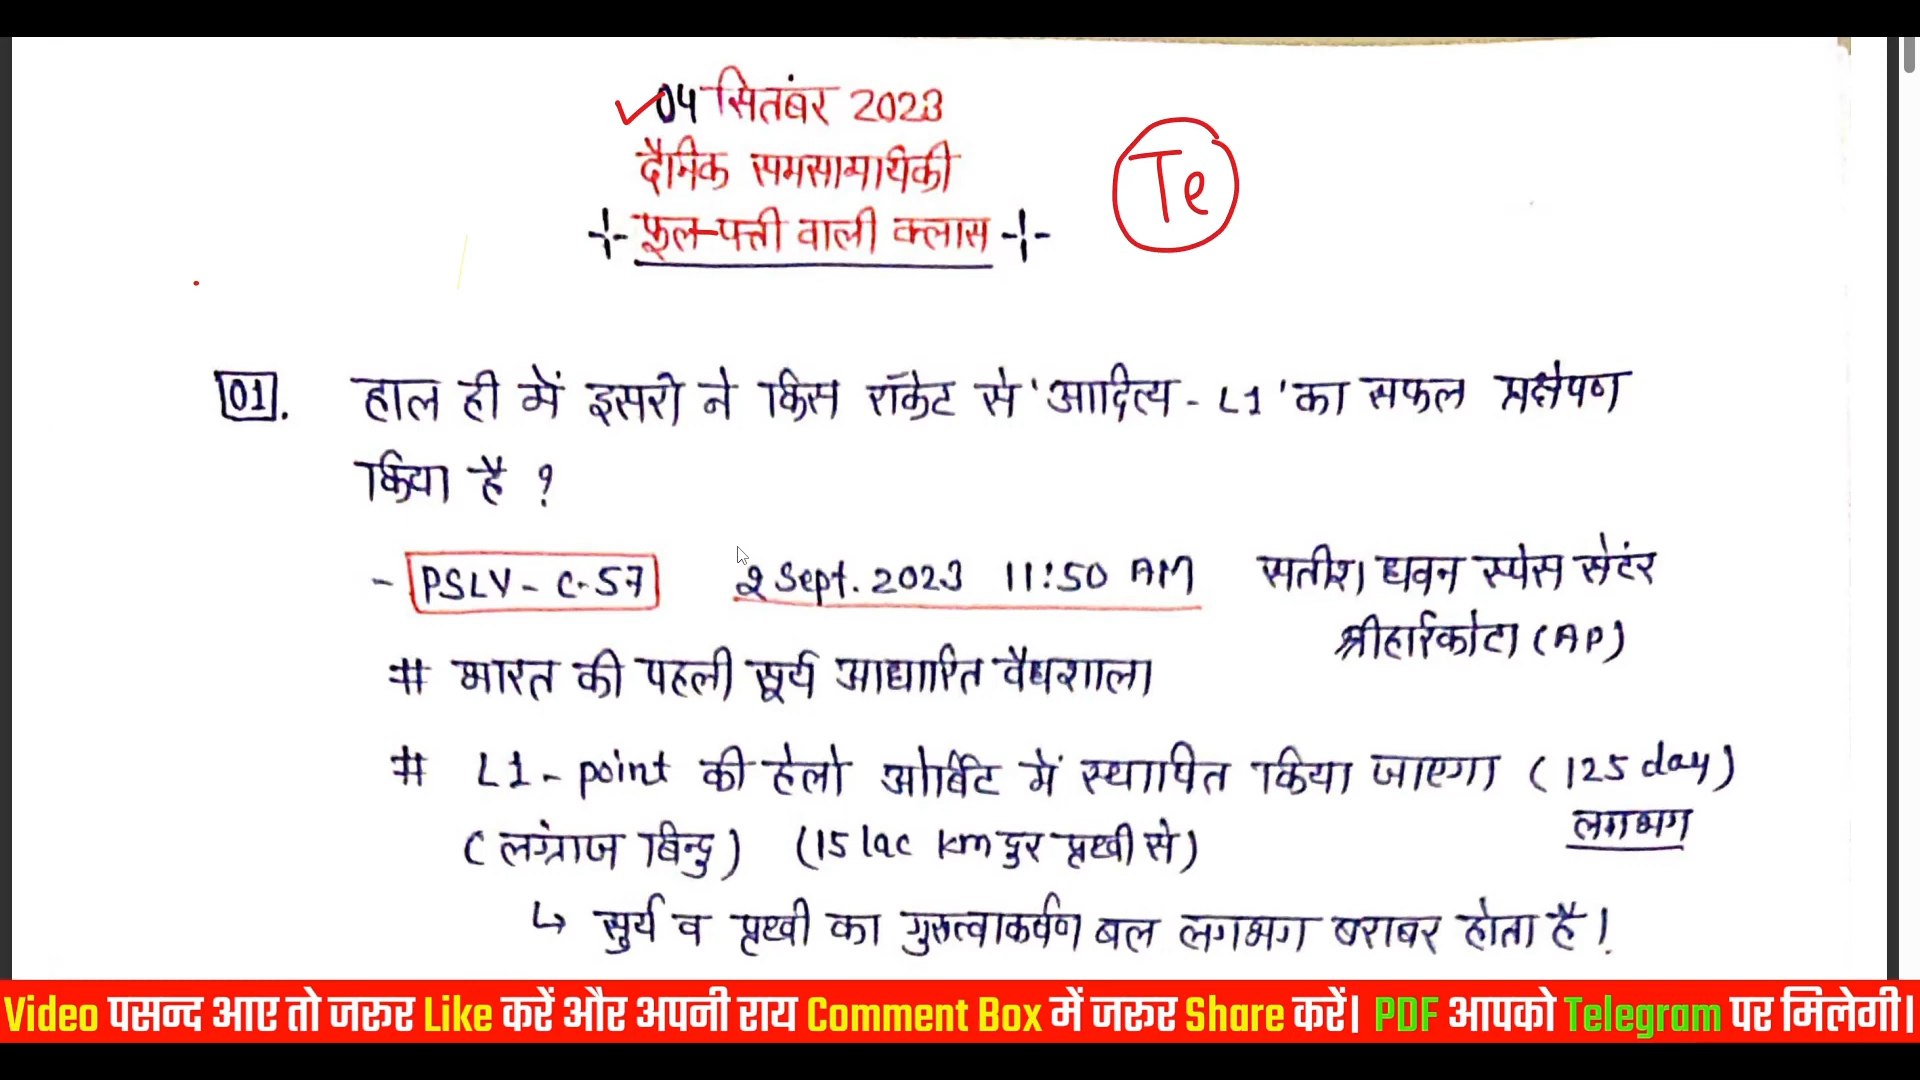 04 सितंबर 2023
दैनिक समसामायिकी
फुल-पत्ती वाली क्लास
Te
01. हाल ही में इसरो ने किस रॉकेट से 'आदित्य - L1' का सफल प्रक्षेपण
किया है ?
- PSLV - C-57 2 Sept. 2023 11:50 AM सतीश धवन स्पेस सेटंर
श्रीहरिकोटा (AP)
# भारत की पहली सूर्य आधारित वैधशाला
# L1 - point की हेलो ओर्बिट में स्थापित किया जाएगा (125 day)
लगभग
(लग्रांज बिन्दु) (15 lac km दुर पृथ्वी से)
↳ सुर्य व पृथ्वी का गुरुत्वाकर्षण बल लगभग बराबर होता है।
Video पसन्द आए तो जरूर Like करें और अपनी राय Comment Box में जरूर Share करें। PDF आपको Telegram पर मिलेगी।